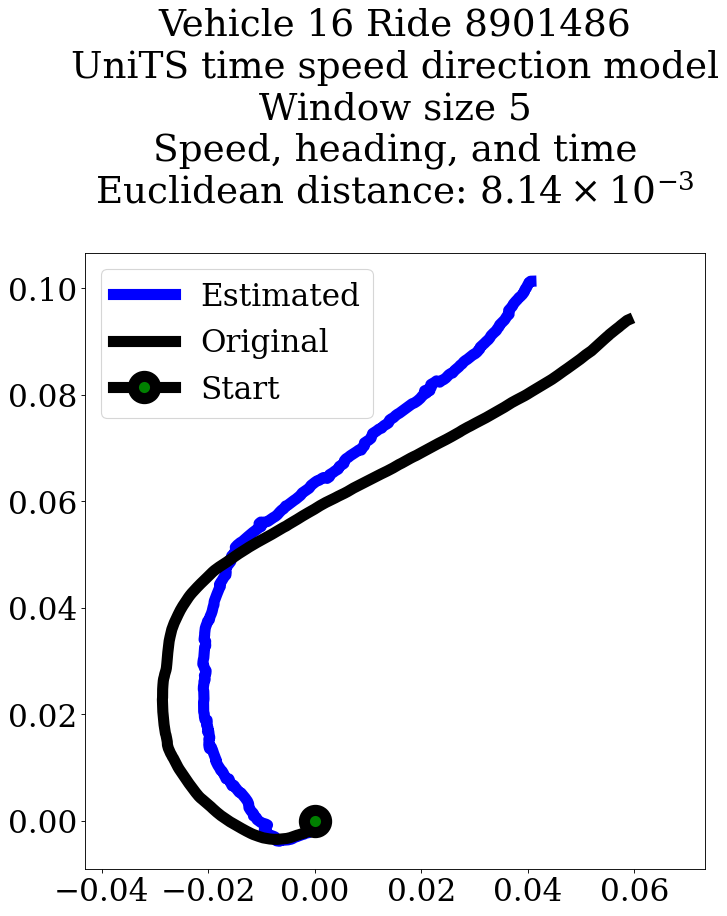 Vehicle 16 Ride 8901486
UniTS time speed direction model
Window size 5
Speed, heading, and time
Euclidean distance: 8.14 × 10⁻³
Estimated
Original
Start
0.10
0.08
0.06
0.04
0.02
0.00
−0.04 −0.02 0.00 0.02 0.04 0.06